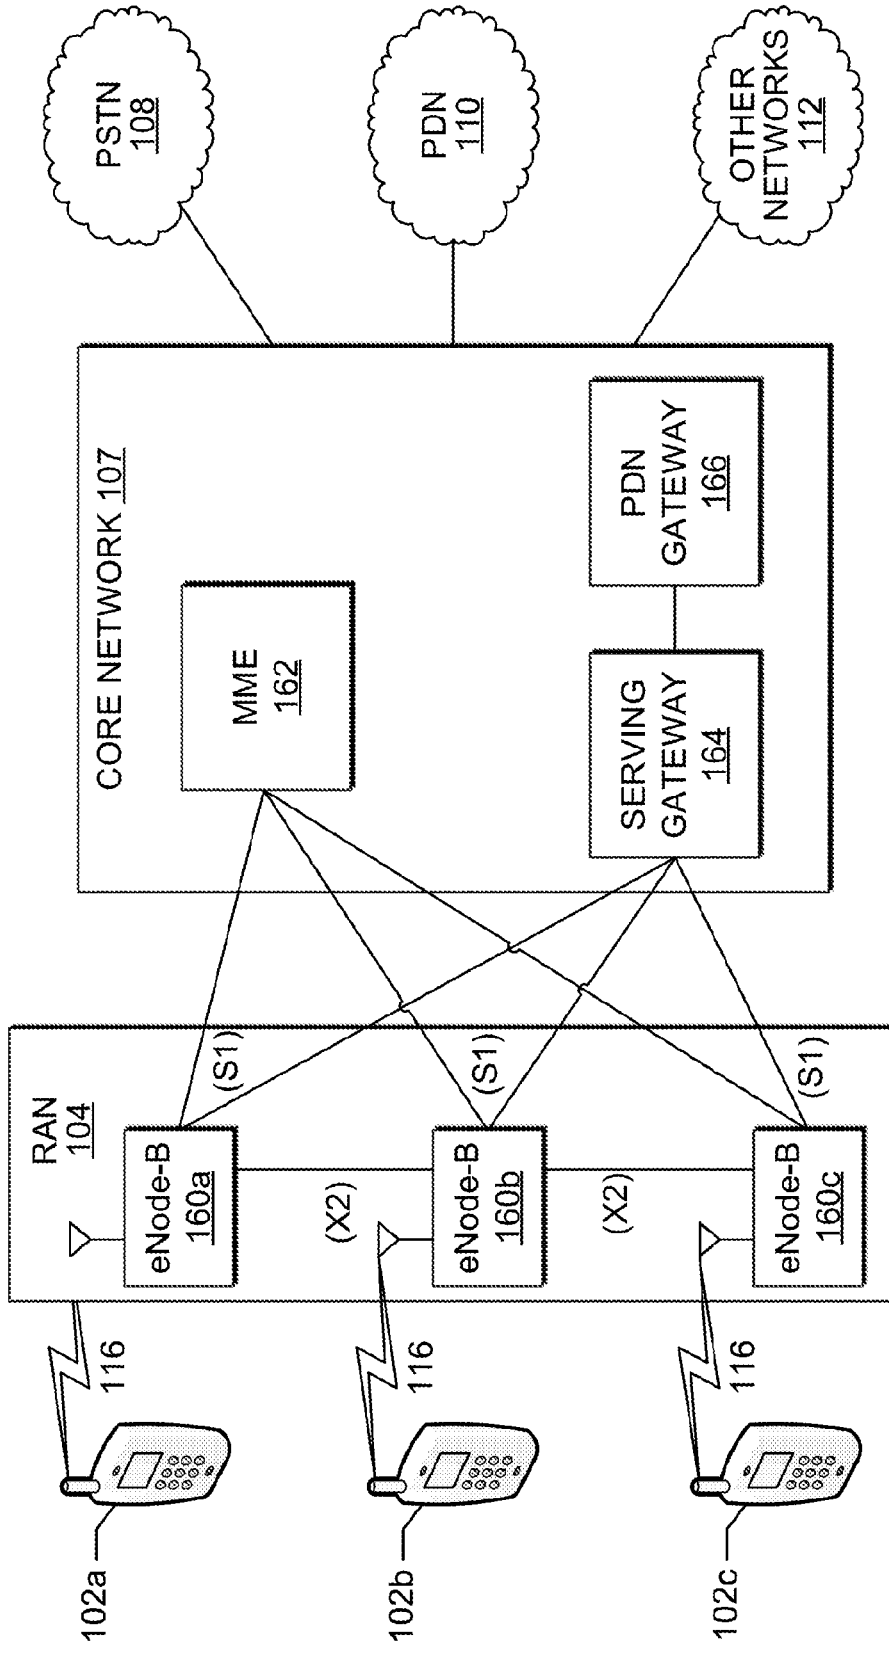 102a
116
RAN
104
eNode-B
160a
(S1)
(X2)
102b
116
eNode-B
160b
(S1)
(X2)
102c
116
eNode-B
160c
(S1)
CORE NETWORK 107
MME
162
SERVING
GATEWAY
164
PDN
GATEWAY
166
PSTN
108
PDN
110
OTHER
NETWORKS
112